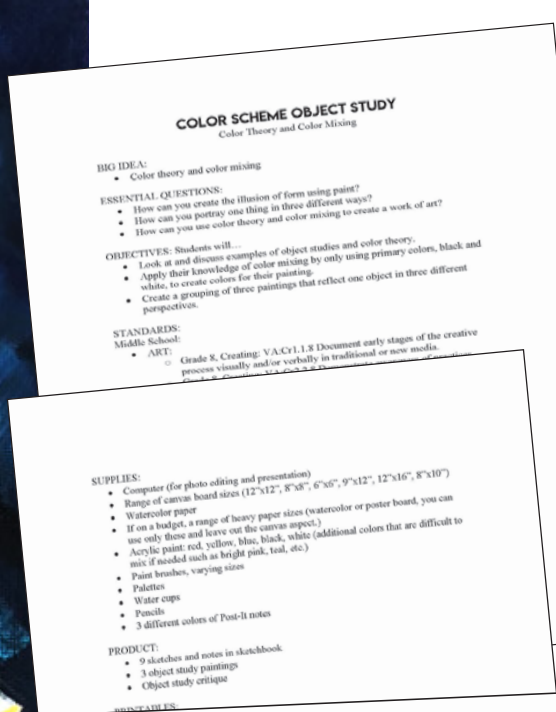 COLOR SCHEME OBJECT STUDY
Color Theory and Color Mixing
BIG IDEA:
• Color theory and color mixing
ESSENTIAL QUESTIONS:
• How can you create the illusion of form using paint?
• How can you portray one thing in three different ways?
• How can you use color theory and color mixing to create a work of art?
OBJECTIVES: Students will…
• Look at and discuss examples of object studies and color theory.
• Apply their knowledge of color mixing by only using primary colors, black and
white, to create colors for their painting.
• Create a grouping of three paintings that reflect one object in three different
perspectives.
STANDARDS:
Middle School:
• ART:
○ Grade 8, Creating: VA:Cr1.1.8 Document early stages of the creative
process visually and/or verbally in traditional or new media.
SUPPLIES:
• Computer (for photo editing and presentation)
• Range of canvas board sizes (12"x12", 8"x8", 6"x6", 9"x12", 12"x16", 8"x10")
• Watercolor paper
• If on a budget, a range of heavy paper sizes (watercolor or poster board, you can
use only these and leave out the canvas aspect.)
• Acrylic paint: red, yellow, blue, black, white (additional colors that are difficult to
mix if needed such as bright pink, teal, etc.)
• Paint brushes, varying sizes
• Palettes
• Water cups
• Pencils
• 3 different colors of Post-It notes
PRODUCT:
• 9 sketches and notes in sketchbook
• 3 object study paintings
• Object study critique
PRINTABLES: